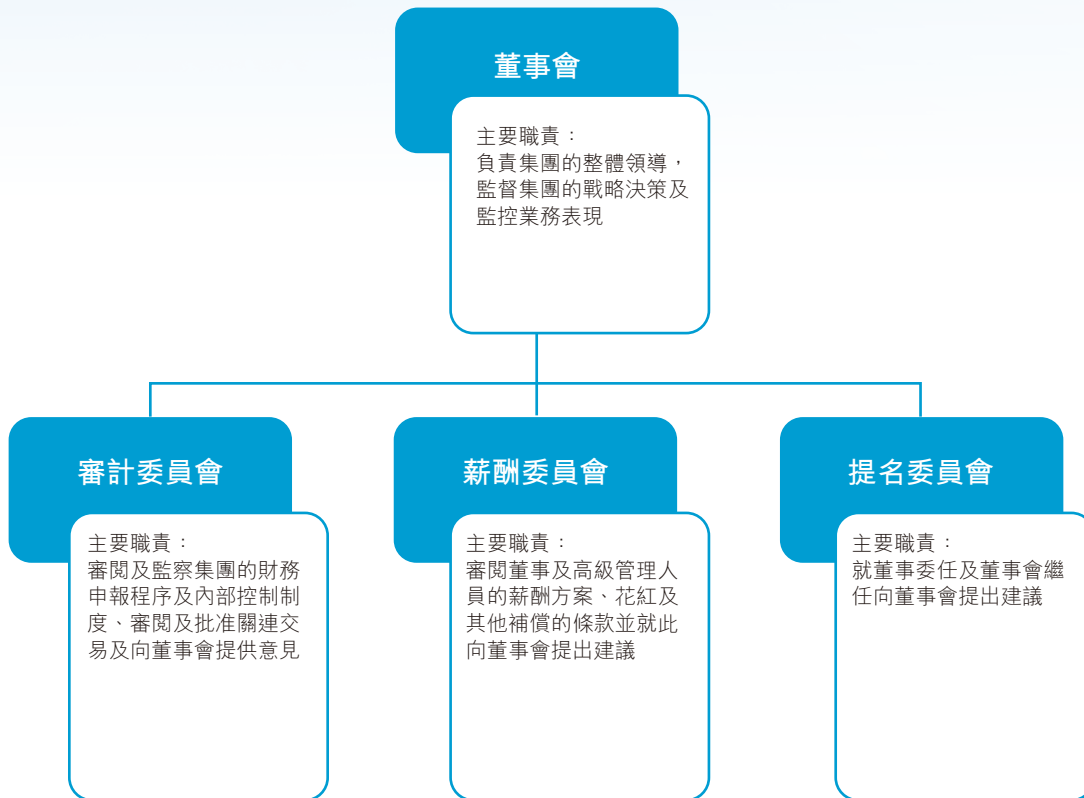 董事會
主要職責：
負責集團的整體領導，
監督集團的戰略決策及
監控業務表現
審計委員會
主要職責：
審閱及監察集團的財務
申報程序及內部控制制
度、審閱及批准關連交
易及向董事會提供意見
薪酬委員會
主要職責：
審閱董事及高級管理人
員的薪酬方案、花紅及
其他補償的條款並就此
向董事會提出建議
提名委員會
主要職責：
就董事委任及董事會繼
任向董事會提出建議